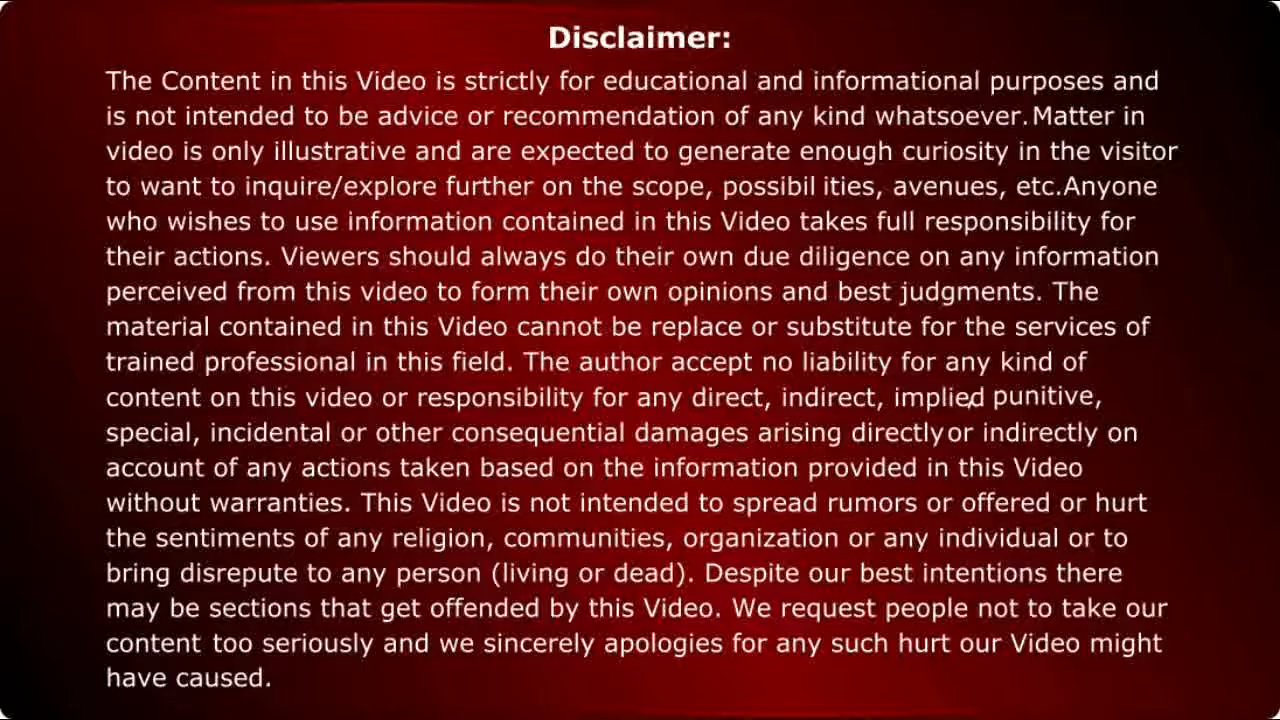 Disclaimer:
The Content in this Video is strictly for educational and informational purposes and
is not intended to be advice or recommendation of any kind whatsoever.Matter in
video is only illustrative and are expected to generate enough curiosity in the visitor
to want to inquire/explore further on the scope, possibil ities, avenues, etc.Anyone
who wishes to use information contained in this Video takes full responsibility for
their actions. Viewers should always do their own due diligence on any information
perceived from this video to form their own opinions and best judgments. The
material contained in this Video cannot be replace or substitute for the services of
trained professional in this field. The author accept no liability for any kind of
content on this video or responsibility for any direct, indirect, implied, punitive,
special, incidental or other consequential damages arising directly or indirectly on
account of any actions taken based on the information provided in this Video
without warranties. This Video is not intended to spread rumors or offered or hurt
the sentiments of any religion, communities, organization or any individual or to
bring disrepute to any person (living or dead). Despite our best intentions there
may be sections that get offended by this Video. We request people not to take our
content too seriously and we sincerely apologies for any such hurt our Video might
have caused.